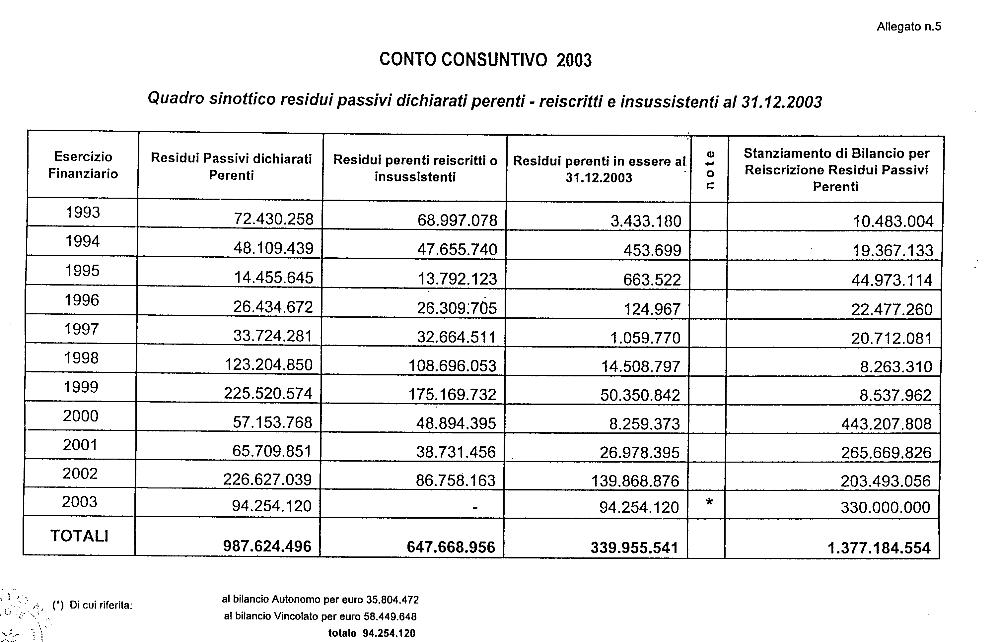 Allegato n.5
CONTO CONSUNTIVO 2003
Quadro sinottico residui passivi dichiarati perenti - reiscritti e insussistenti al 31.12.2003
Esercizio Finanziario | Residui Passivi dichiarati Perenti | Residui perenti reiscritti o insussistenti | Residui perenti in essere al 31.12.2003 | note | Stanziamento di Bilancio per Reiscrizione Residui Passivi Perenti
1993 72.430.258 68.997.078 3.433.180 10.483.004
1994 48.109.439 47.655.740 453.699 19.367.133
1995 14.455.645 13.792.123 663.522 44.973.114
1996 26.434.672 26.309.705 124.967 22.477.260
1997 33.724.281 32.664.511 1.059.770 20.712.081
1998 123.204.850 108.696.053 14.508.797 8.263.310
1999 225.520.574 175.169.732 50.350.842 8.537.962
2000 57.153.768 48.894.395 8.259.373 443.207.808
2001 65.709.851 38.731.456 26.978.395 265.669.826
2002 226.627.039 86.758.163 139.868.876 203.493.056
2003 94.254.120 - 94.254.120 * 330.000.000
TOTALI 987.624.496 647.668.956 339.955.541 1.377.184.554
(*) Di cui riferita: al bilancio Autonomo per euro 35.804.472
al bilancio Vincolato per euro 58.449.648
totale 94.254.120